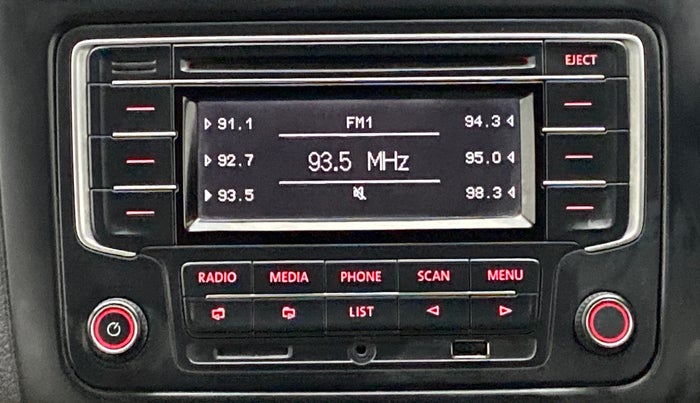 EJECT
91.1 FM1 94.3
92.7 93.5 MHz 95.0
93.5 98.3
RADIO MEDIA PHONE SCAN MENU
LIST